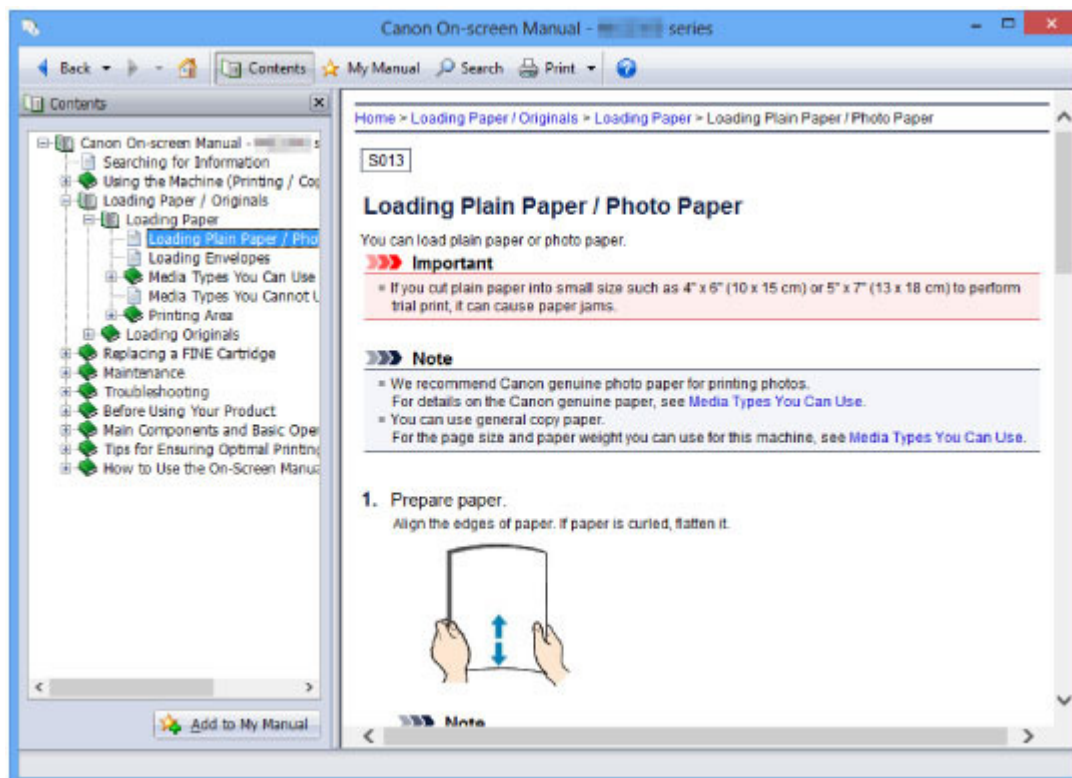 Canon On-screen Manual - series
Back
Contents
My Manual
Search
Print
Contents
Canon On-screen Manual - s
Searching for Information
Using the Machine (Printing / Cop
Loading Paper / Originals
Loading Paper
Loading Plain Paper / Pho
Loading Envelopes
Media Types You Can Use
Media Types You Cannot U
Printing Area
Loading Originals
Replacing a FINE Cartridge
Maintenance
Troubleshooting
Before Using Your Product
Main Components and Basic Oper
Tips for Ensuring Optimal Printing
How to Use the On-Screen Manua
Add to My Manual
Home > Loading Paper / Originals > Loading Paper > Loading Plain Paper / Photo Paper
S013
Loading Plain Paper / Photo Paper
You can load plain paper or photo paper.
Important
If you cut plain paper into small size such as 4" x 6" (10 x 15 cm) or 5" x 7" (13 x 18 cm) to perform
trial print, it can cause paper jams.
Note
We recommend Canon genuine photo paper for printing photos.
For details on the Canon genuine paper, see Media Types You Can Use.
You can use general copy paper.
For the page size and paper weight you can use for this machine, see Media Types You Can Use.
1. Prepare paper.
Align the edges of paper. If paper is curled, flatten it.
Note